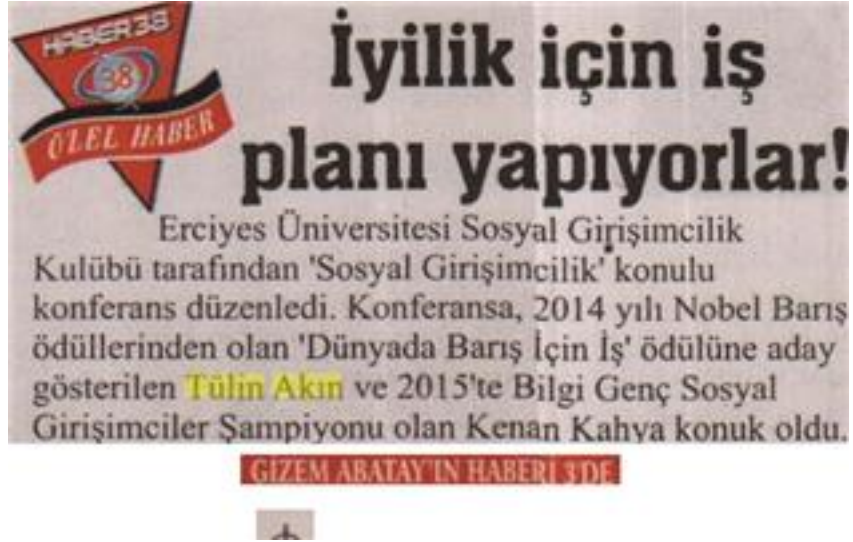 HABER38
38
ÖZEL HABER
İyilik için iş
planı yapıyorlar!
Erciyes Üniversitesi Sosyal Girişimcilik
Kulübü tarafından 'Sosyal Girişimcilik' konulu
konferans düzenledi. Konferansa, 2014 yılı Nobel Barış
ödüllerinden olan 'Dünyada Barış İçin İş' ödülüne aday
gösterilen Tülin Akın ve 2015'te Bilgi Genç Sosyal
Girişimciler Şampiyonu olan Kenan Kahya konuk oldu.
GİZEM ABATAY'IN HABERİ 3'DE